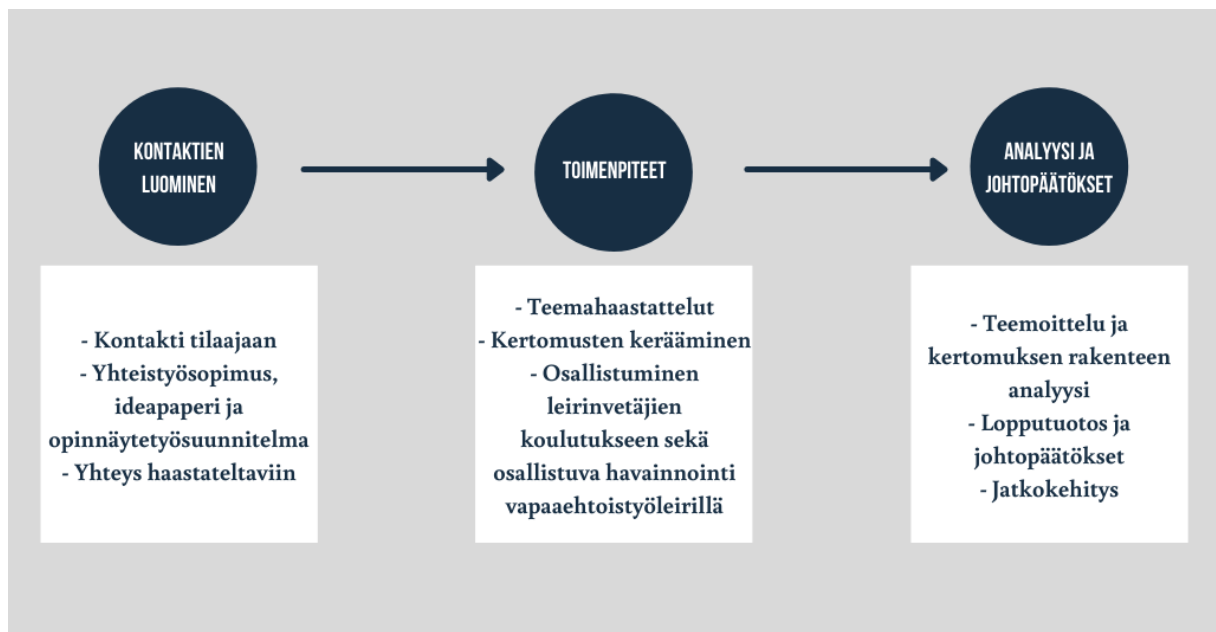 KONTAKTIEN
LUOMINEN
- Kontakti tilaajaan
- Yhteistyösopimus,
ideapaperi ja
opinnäytetyösuunnitelma
- Yhteys haastateltaviin
TOIMENPITEET
- Teemahaastattelut
- Kertomusten kerääminen
- Osallistuminen
leirinvetäjien
koulutukseen sekä
osallistuva havainnointi
vapaaehtoistyöleirillä
ANALYYSI JA
JOHTOPÄÄTÖKSET
- Teemoittelu ja
kertomuksen rakenteen
analyysi
- Lopputuotos ja
johtopäätökset
- Jatkokehitys